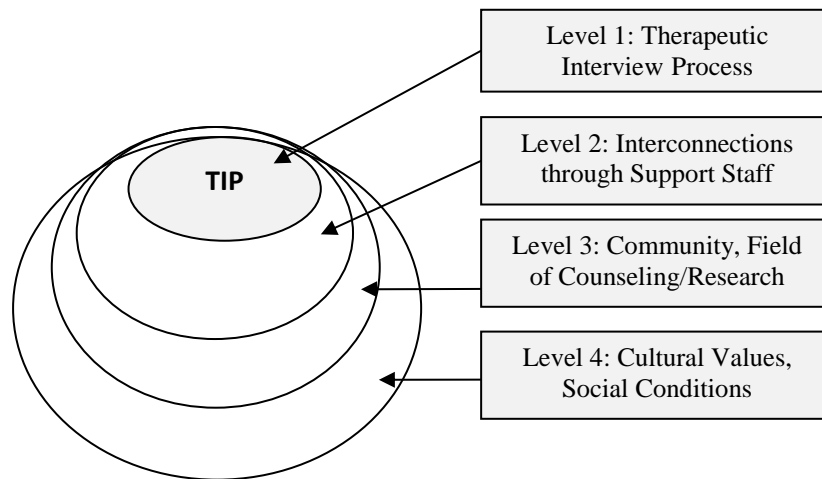 Level 1: Therapeutic
Interview Process
TIP
Level 2: Interconnections
through Support Staff
Level 3: Community, Field
of Counseling/Research
Level 4: Cultural Values,
Social Conditions